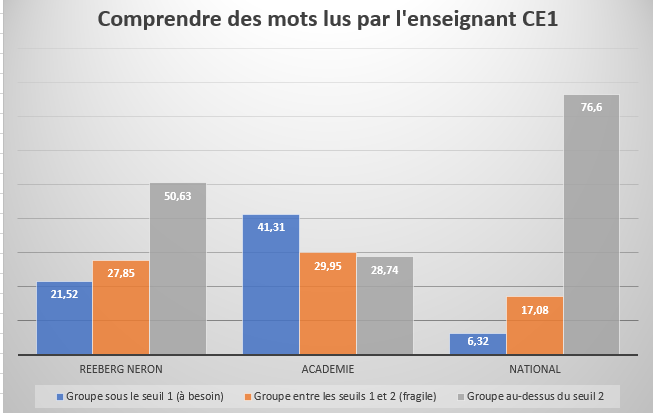 Comprendre des mots lus par l'enseignant CE1
21,52
27,85
50,63
41,31
29,95
28,74
6,32
17,08
76,6
REEBERG NERON
ACADEMIE
NATIONAL
Groupe sous le seuil 1 (à besoin)
Groupe entre les seuils 1 et 2 (fragile)
Groupe au-dessus du seuil 2